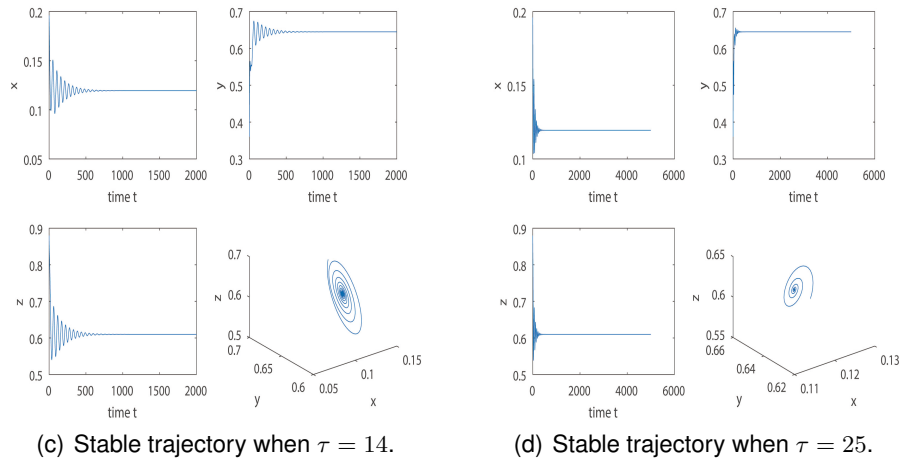 0.2
0.15
0.1
0.05
x
0 500 1000 1500 2000
time t
0.7
0.6
0.5
0.4
0.3
y
0 500 1000 1500 2000
time t
0.9
0.8
0.7
0.6
0.5
z
0 500 1000 1500 2000
time t
0.7
0.6
0.5
z
0.7
0.65
0.6
y
0.05
0.1
0.15
x
(c) Stable trajectory when τ = 14.
0.2
0.15
0.1
x
0 2000 4000 6000
time t
0.7
0.6
0.5
0.4
0.3
y
0 2000 4000 6000
time t
0.9
0.8
0.7
0.6
0.5
z
0 2000 4000 6000
time t
0.65
0.6
0.55
z
0.66
0.64
0.62
y
0.11
0.12
0.13
x
(d) Stable trajectory when τ = 25.